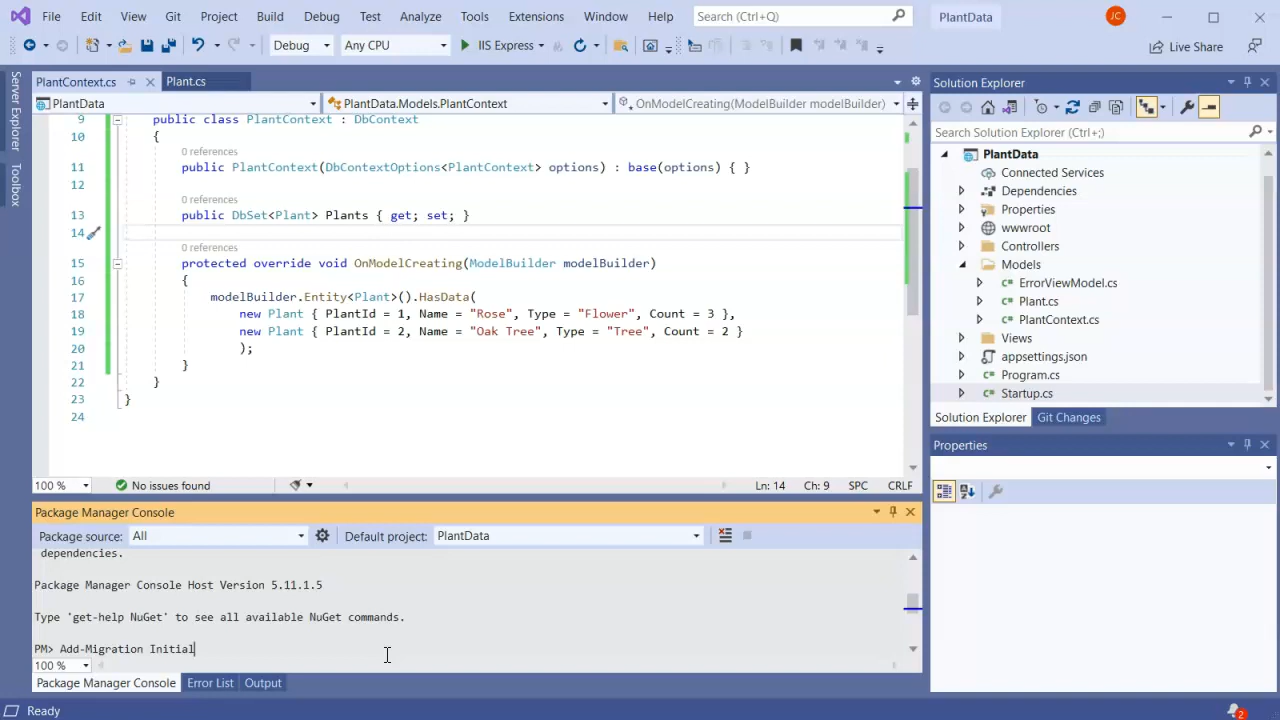 File Edit View Git Project Build Debug Test Analyze Tools Extensions Window Help Search (Ctrl+Q) PlantData JC
Debug Any CPU IIS Express Live Share
Server Explorer
Toolbox
PlantContext.cs Plant.cs
PlantData PlantData.Models.PlantContext OnModelCreating(ModelBuilder modelBuilder)
9 public class PlantContext : DbContext
10 {
0 references
11 public PlantContext(DbContextOptions<PlantContext> options) : base(options) { }
12
0 references
13 public DbSet<Plant> Plants { get; set; }
14
0 references
15 protected override void OnModelCreating(ModelBuilder modelBuilder)
16 {
17 modelBuilder.Entity<Plant>().HasData(
18 new Plant { PlantId = 1, Name = "Rose", Type = "Flower", Count = 3 },
19 new Plant { PlantId = 2, Name = "Oak Tree", Type = "Tree", Count = 2 }
20 );
21 }
22 }
23 }
24
100 % No issues found Ln: 14 Ch: 9 SPC CRLF
Package Manager Console
Package source: All Default project: PlantData
dependencies.
Package Manager Console Host Version 5.11.1.5
Type 'get-help NuGet' to see all available NuGet commands.
PM> Add-Migration Initial
100 %
Package Manager Console Error List Output
Solution Explorer
Search Solution Explorer (Ctrl+;)
PlantData
Connected Services
Dependencies
Properties
wwwroot
Controllers
Models
C# ErrorViewModel.cs
C# Plant.cs
C# PlantContext.cs
Views
appsettings.json
C# Program.cs
C# Startup.cs
Solution Explorer Git Changes
Properties
Ready 2